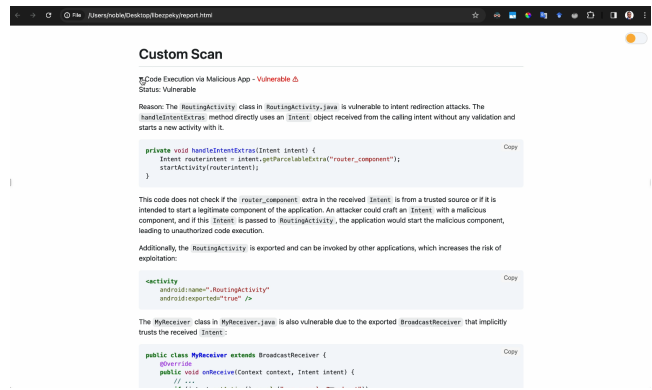 File /Users/noble/Desktop/libezpeky/report.html
Custom Scan
Code Execution via Malicious App - Vulnerable ⚠
Status: Vulnerable
Reason: The RoutingActivity class in RoutingActivity.java is vulnerable to intent redirection attacks. The
handleIntentExtras method directly uses an Intent object received from the calling intent without any validation and
starts a new activity with it.
Copy
private void handleIntentExtras(Intent intent) {
Intent routerintent = intent.getParcelableExtra("router_component");
startActivity(routerintent);
}
This code does not check if the router_component extra in the received Intent is from a trusted source or if it is
intended to start a legitimate component of the application. An attacker could craft an Intent with a malicious
component, and if this Intent is passed to RoutingActivity, the application would start the malicious component,
leading to unauthorized code execution.
Additionally, the RoutingActivity is exported and can be invoked by other applications, which increases the risk of
exploitation:
Copy
<activity
android:name=".RoutingActivity"
android:exported="true" />
The MyReceiver class in MyReceiver.java is also vulnerable due to the exported BroadcastReceiver that implicitly
trusts the received Intent:
Copy
public class MyReceiver extends BroadcastReceiver {
@Override
public void onReceive(Context context, Intent intent) {
// ...